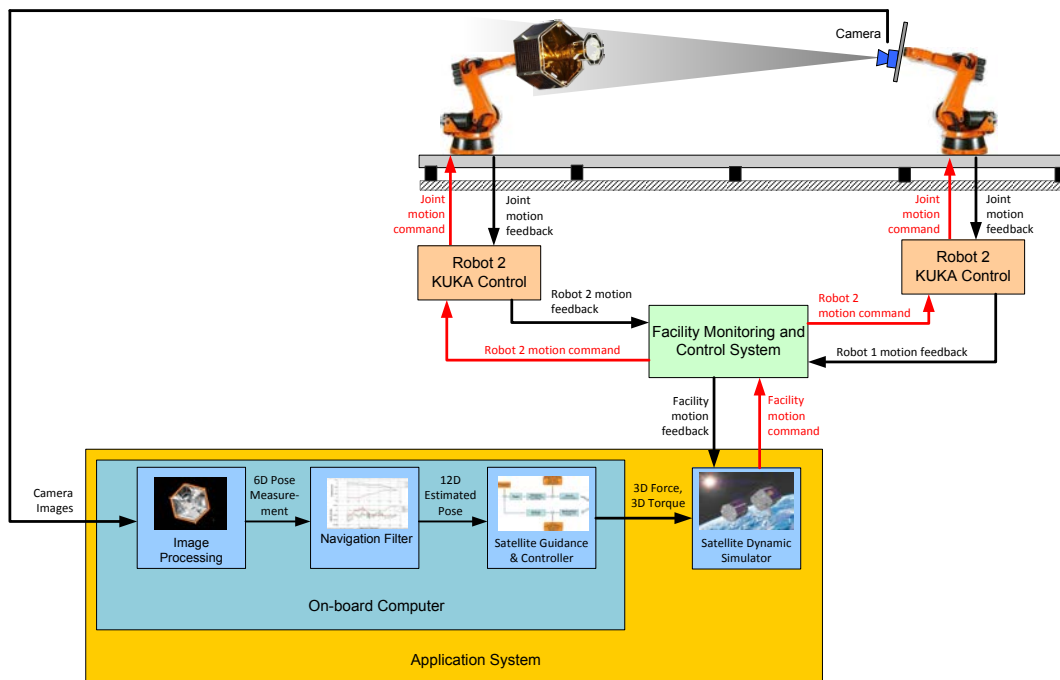 Camera
Joint
motion
command
Joint
motion
feedback
Joint
motion
command
Joint
motion
feedback
Robot 2
KUKA Control
Robot 2
KUKA Control
Robot 2 motion
feedback
Robot 2
motion command
Facility Monitoring and
Control System
Robot 2 motion command
Robot 1 motion feedback
Facility
motion
feedback
Facility
motion
command
Camera
Images
6D Pose
Measure-
ment
12D
Estimated
Pose
3D Force,
3D Torque
Image
Processing
Navigation Filter
Satellite Guidance
& Controller
Satellite Dynamic
Simulator
On-board Computer
Application System